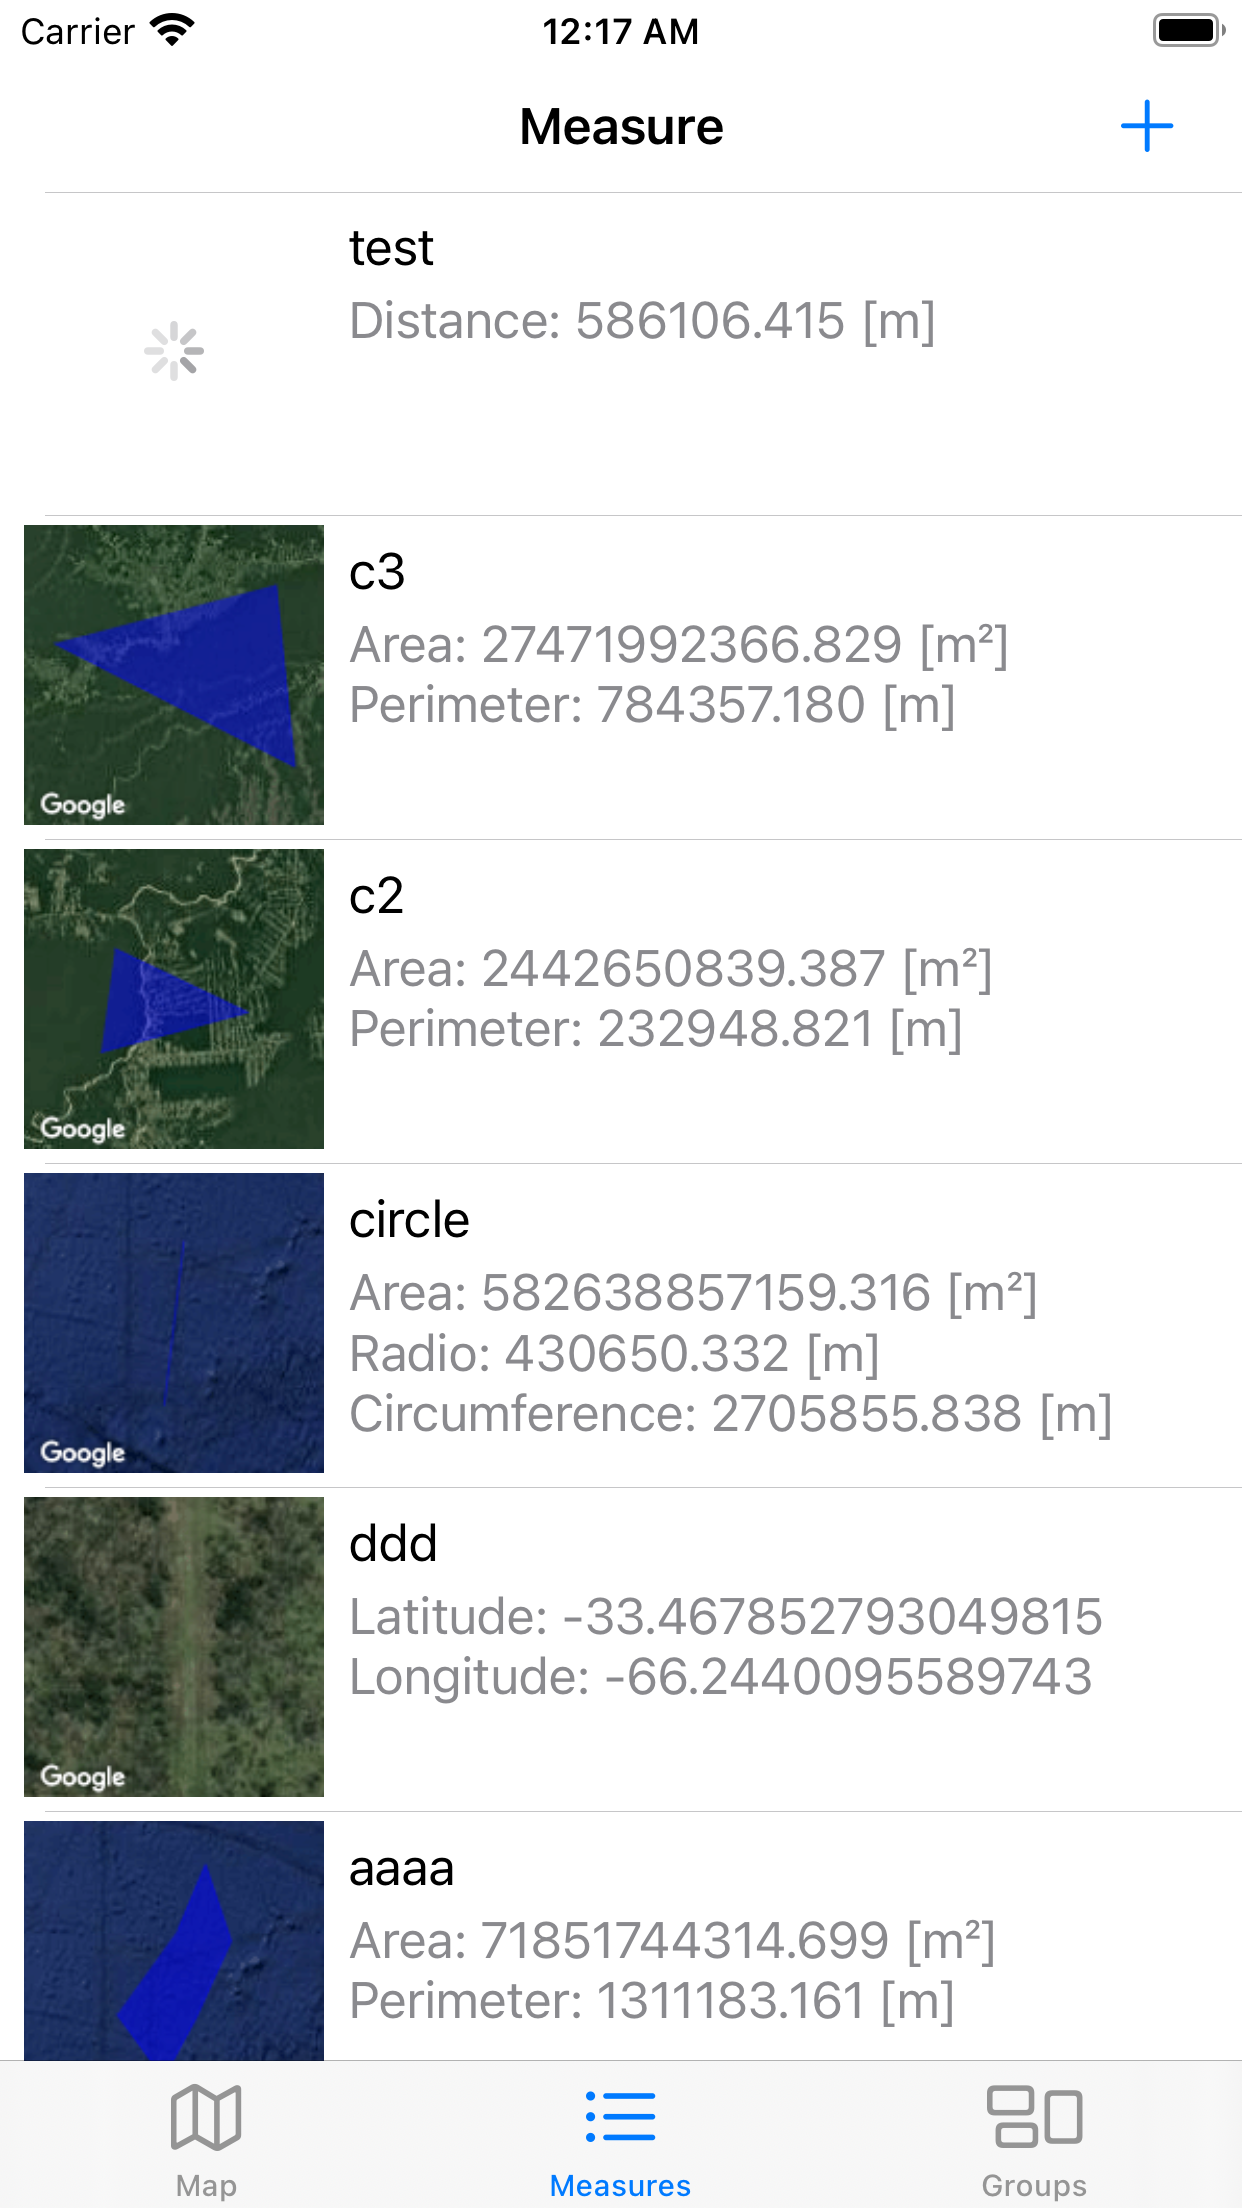 Carrier 12:17 AM
Measure
test
Distance: 586106.415 [m]
c3
Area: 27471992366.829 [m²]
Perimeter: 784357.180 [m]
Google
c2
Area: 2442650839.387 [m²]
Perimeter: 232948.821 [m]
Google
circle
Area: 582638857159.316 [m²]
Radio: 430650.332 [m]
Circumference: 2705855.838 [m]
Google
ddd
Latitude: -33.467852793049815
Longitude: -66.2440095589743
Google
aaaa
Area: 71851744314.699 [m²]
Perimeter: 1311183.161 [m]
Map Measures Groups